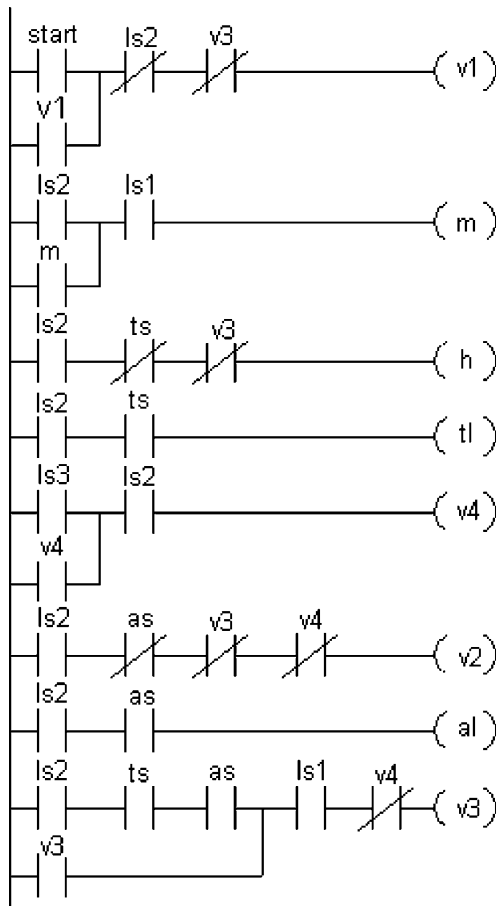 start ls2 v3 (v1)
v1
ls2 ls1 (m)
m
ls2 ts v3 (h)
ls2 ts (tl)
ls3 ls2 (v4)
v4
ls2 as v3 v4 (v2)
ls2 as (al)
ls2 ts as ls1 v4 (v3)
v3